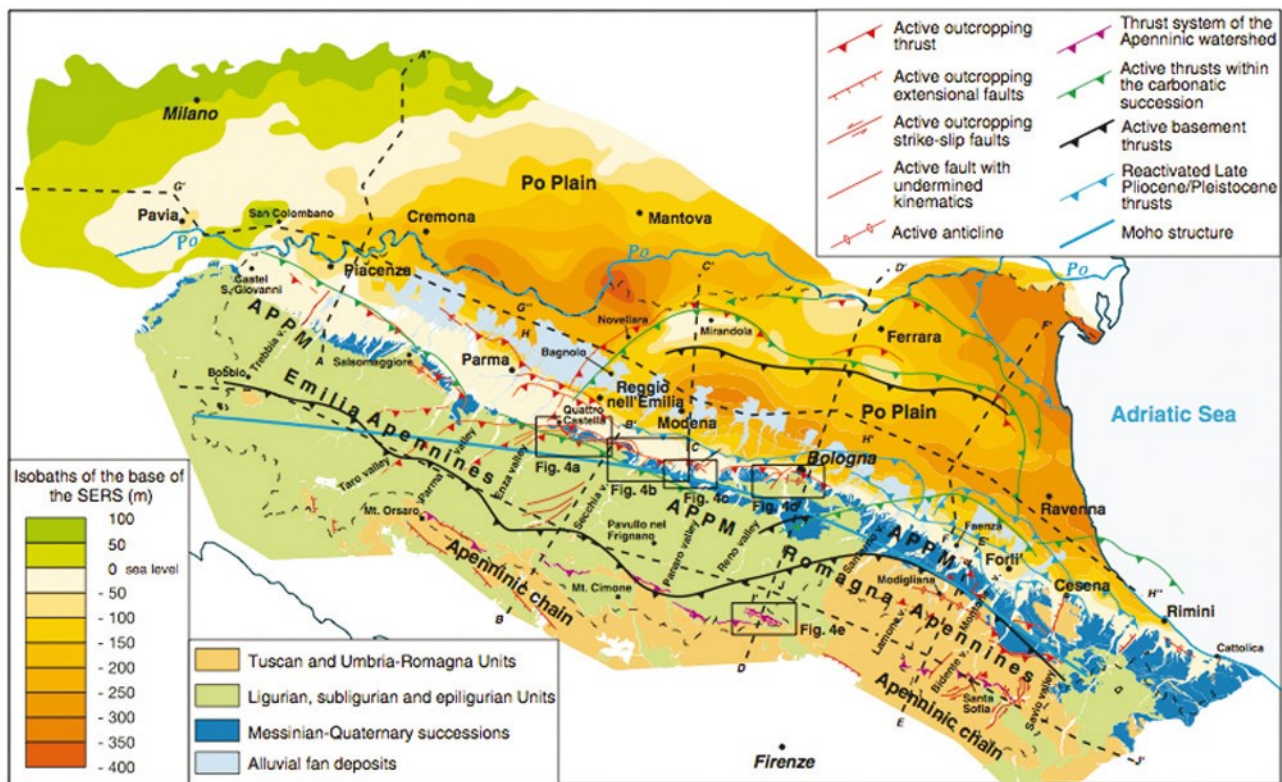 Active outcropping
thrust
Active outcropping
extensional faults
Active outcropping
strike-slip faults
Active fault with
undermined
kinematics
Active anticline
Thrust system of the
Apenninic watershed
Active thrusts within
the carbonatic
succession
Active basement
thrusts
Reactivated Late
Pliocene/Pleistocene
thrusts
Moho structure
A'
Milano
G'
Pavia
San Colombano
Po Plain
Cremona
Mantova
Po
Piacenza
Po
Po
C'
D'
Castel
S. Giovanni
G''
H
Novellara
Mirandola
Ferrara
F'
APPM
Trebbia v.
A
Salsomaggiore
Parma
Bagnolo
Reggio
nell'Emilia
Modena
Po Plain
Adriatic Sea
I
Bobbio
Emilia Apennines
Quattro
Castella
B'
C
H'
Bologna
Fig. 4a
Fig. 4b
Fig. 4c
Fig. 4d
Taro valley
Parma valley
Enza valley
Secchia v.
APPM
Ravenna
Mt. Orsaro
Pavullo nel
Frignano
Panaro valley
Reno valley
Santerno v.
APPM
Faenza
F
E'
Forli'
Apenninic chain
Mt. Cimone
Romagna Apennines
Modigliana
Lamone v.
Cesena
H''
Rimini
B
I'
Fig. 4e
D
Bidente v.
Santa
Sofia
Savio valley
Cattolica
G
E
Apenninic chain
J'
Firenze
Isobaths of the base of
the SERS (m)
100
50
0 sea level
- 50
- 100
- 150
- 200
- 250
- 300
- 350
- 400
Tuscan and Umbria-Romagna Units
Ligurian, subligurian and epiligurian Units
Messinian-Quaternary successions
Alluvial fan deposits